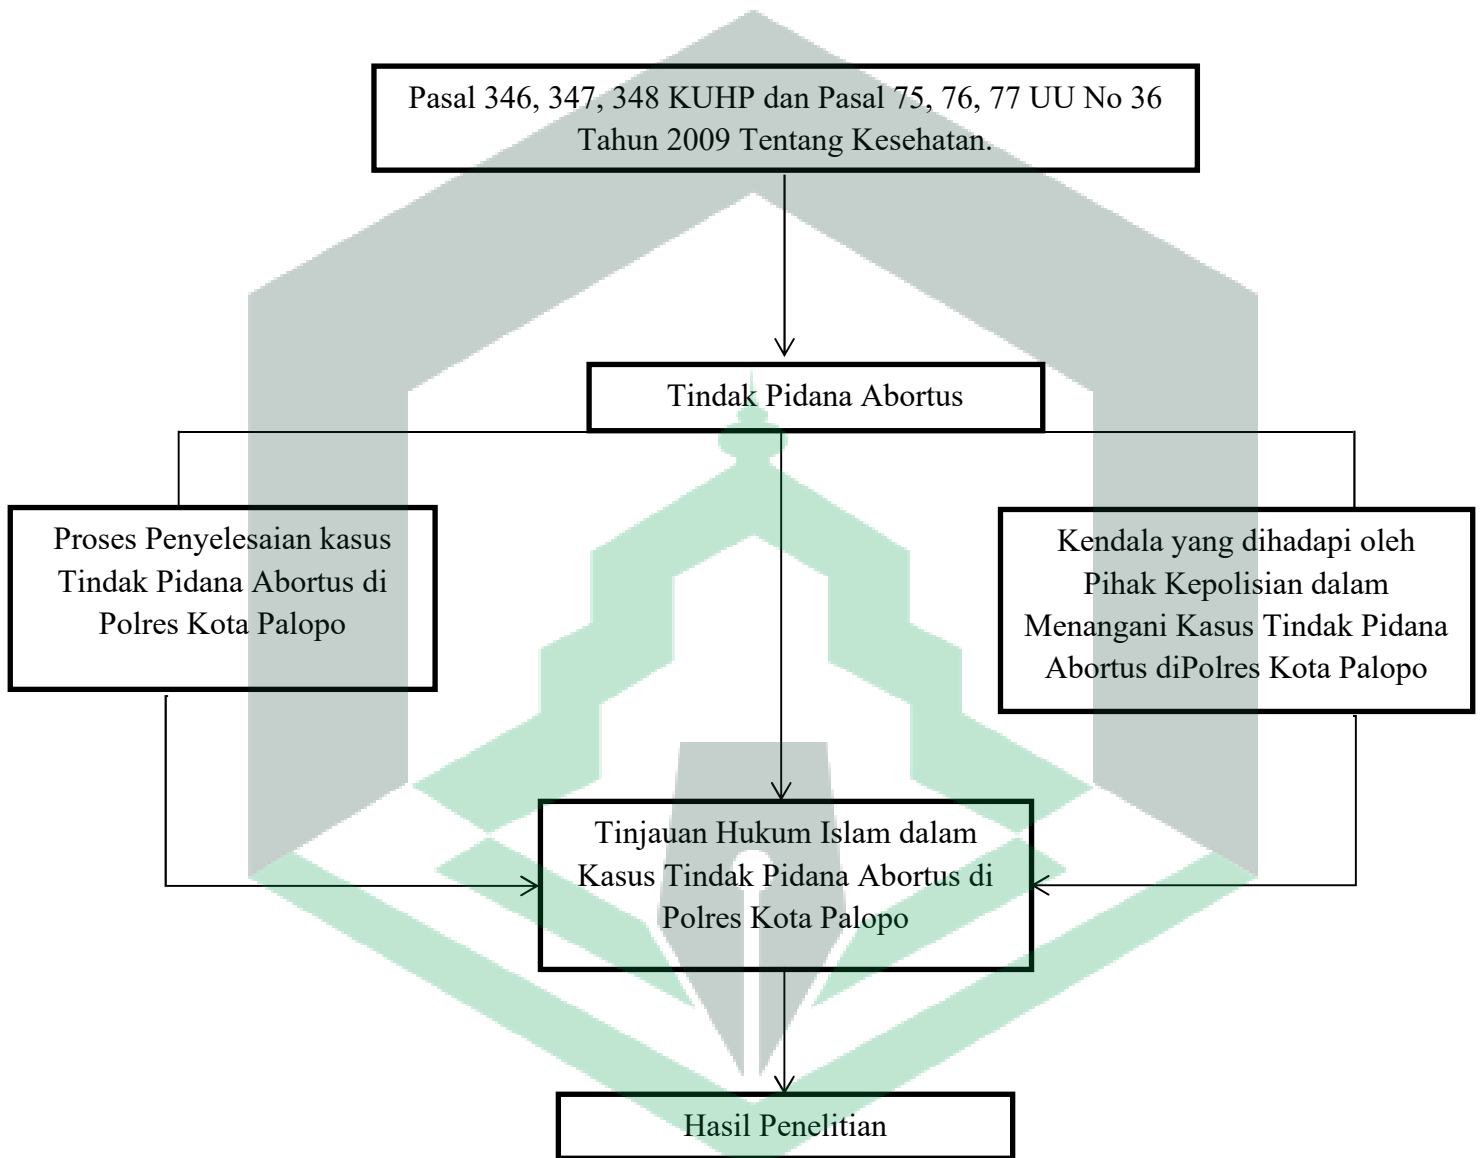 Pasal 346, 347, 348 KUHP dan Pasal 75, 76, 77 UU No 36
Tahun 2009 Tentang Kesehatan.
Tindak Pidana Abortus
Proses Penyelesaian kasus
Tindak Pidana Abortus di
Polres Kota Palopo
Kendala yang dihadapi oleh
Pihak Kepolisian dalam
Menangani Kasus Tindak Pidana
Abortus diPolres Kota Palopo
Tinjauan Hukum Islam dalam
Kasus Tindak Pidana Abortus di
Polres Kota Palopo
Hasil Penelitian